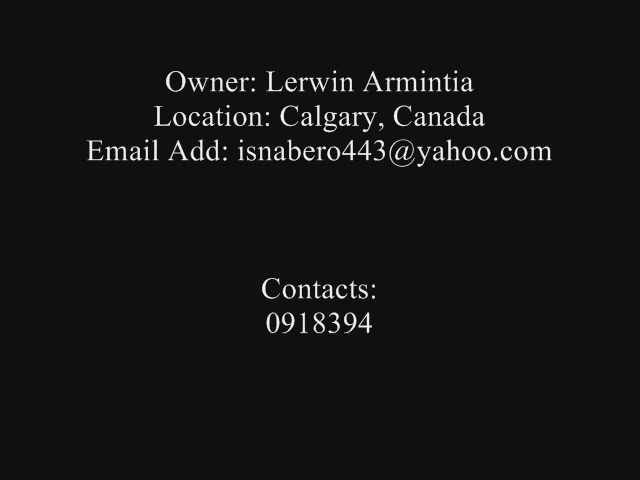 Owner: Lerwin Armintia
Location: Calgary, Canada
Email Add: isnabero443@yahoo.com
Contacts:
0918394